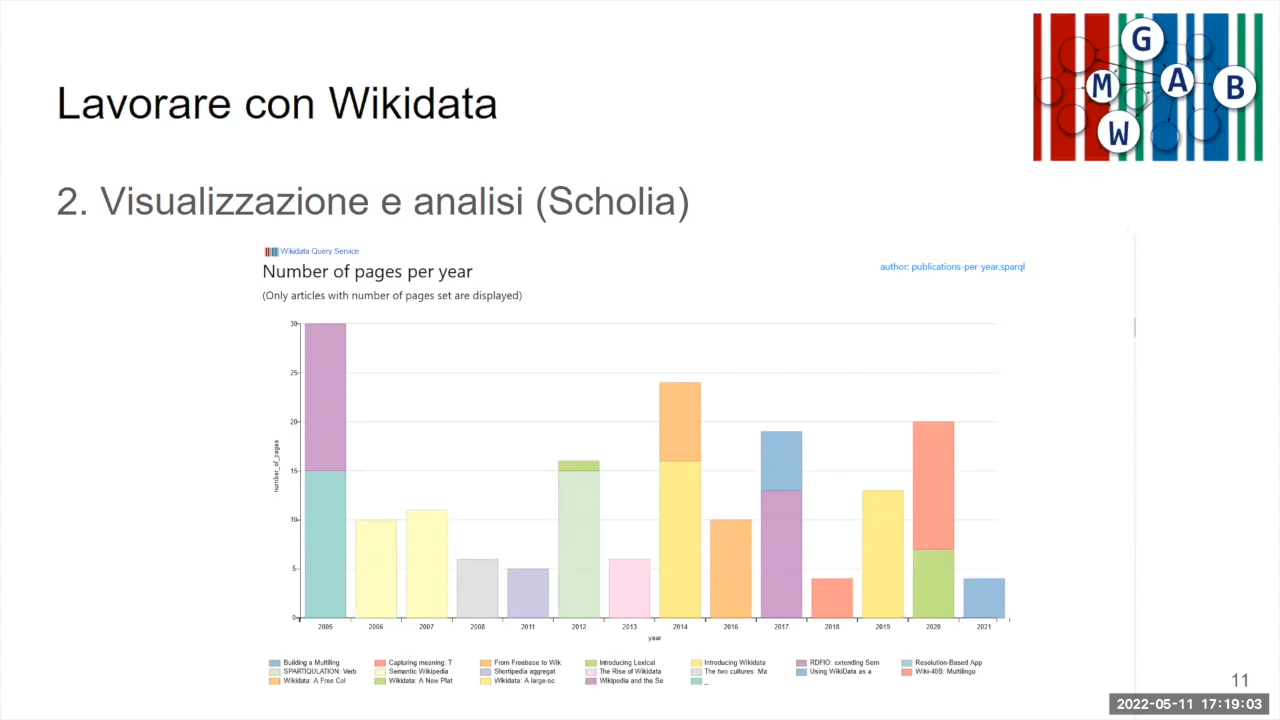 Lavorare con Wikidata
G
M
A
B
W
2. Visualizzazione e analisi (Scholia)
Wikidata Query Service
Number of pages per year
author: publications-per-year.sparql
(Only articles with number of pages set are displayed)
number_of_pages
30
25
20
15
10
5
0
2005 2006 2007 2008 2011 2012 2013 2014 2016 2017 2018 2019 2020 2021
year
Building a Multiling Capturing meaning: T From Freebase to Wik Introducing Lexical Introducing Wikidata RDFIO: extending Sem Resolution-Based App
SPARTIQULATION: Verb Semantic Wikipedia Shortipedia aggregat The Rise of Wikidata The two cultures: Ma Using WikiData as a Wiki-40B: Multilingu
Wikidata: A Free Col Wikidata: A New Plat Wikidata: A large-sc Wikipedia and the Se _
11
2022-05-11 17:19:03